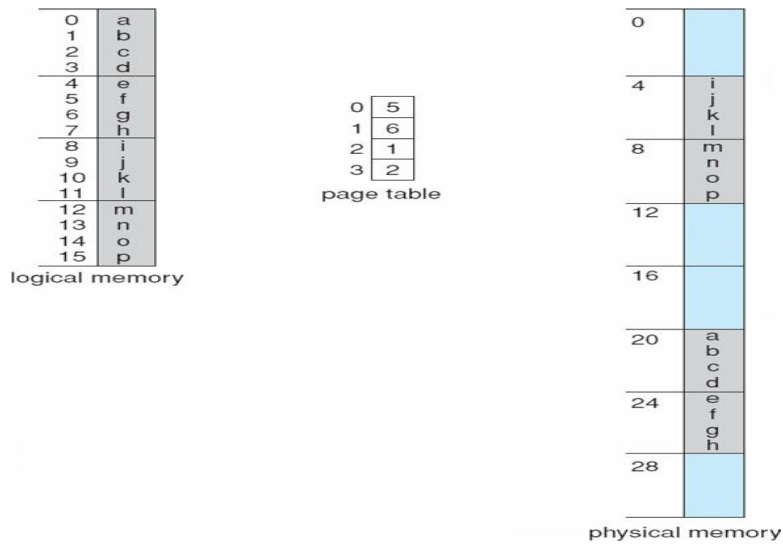 0 a
1 b
2 c
3 d
4 e
5 f
6 g
7 h
8 i
9 j
10 k
11 l
12 m
13 n
14 o
15 p
logical memory
0 5
1 6
2 1
3 2
page table
0
4 i
j
k
l
8 m
n
o
p
12
16
20 a
b
c
d
24 e
f
g
h
28
physical memory